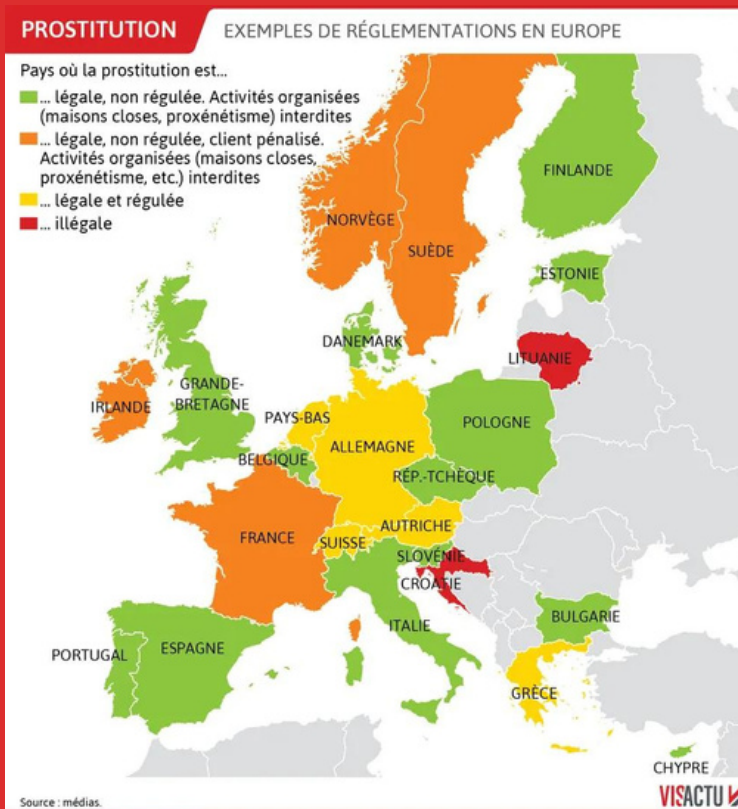 PROSTITUTION EXEMPLES DE RÉGLEMENTATIONS EN EUROPE
Pays où la prostitution est...
... légale, non régulée. Activités organisées
(maisons closes, proxénétisme) interdites
... légale, non régulée, client pénalisé.
Activités organisées (maisons closes,
proxénétisme, etc.) interdites
... légale et régulée
... illégale
FINLANDE
NORVÈGE
SUÈDE
ESTONIE
DANEMARK
LITUANIE
GRANDE-
BRETAGNE
IRLANDE
PAYS-BAS
POLOGNE
ALLEMAGNE
BELGIQUE
RÉP.-TCHÈQUE
AUTRICHE
FRANCE
SUISSE
SLOVÉNIE
CROATIE
BULGARIE
ITALIE
ESPAGNE
PORTUGAL
GRÈCE
CHYPRE
Source : médias.
VISACTU